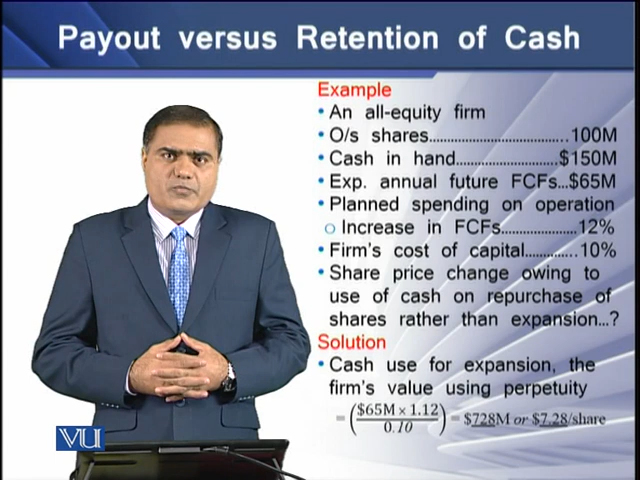 Payout versus Retention of Cash
Example
• An all-equity firm
• O/s shares....................................100M
• Cash in hand...........................$150M
• Exp. annual future FCFs...$65M
• Planned spending on operation
o Increase in FCFs.....................12%
• Firm's cost of capital.............10%
• Share price change owing to
use of cash on repurchase of
shares rather than expansion...?
Solution
• Cash use for expansion, the
firm's value using perpetuity
= ($65M × 1.12 / 0.10) = $728M or $7.28/share
VU